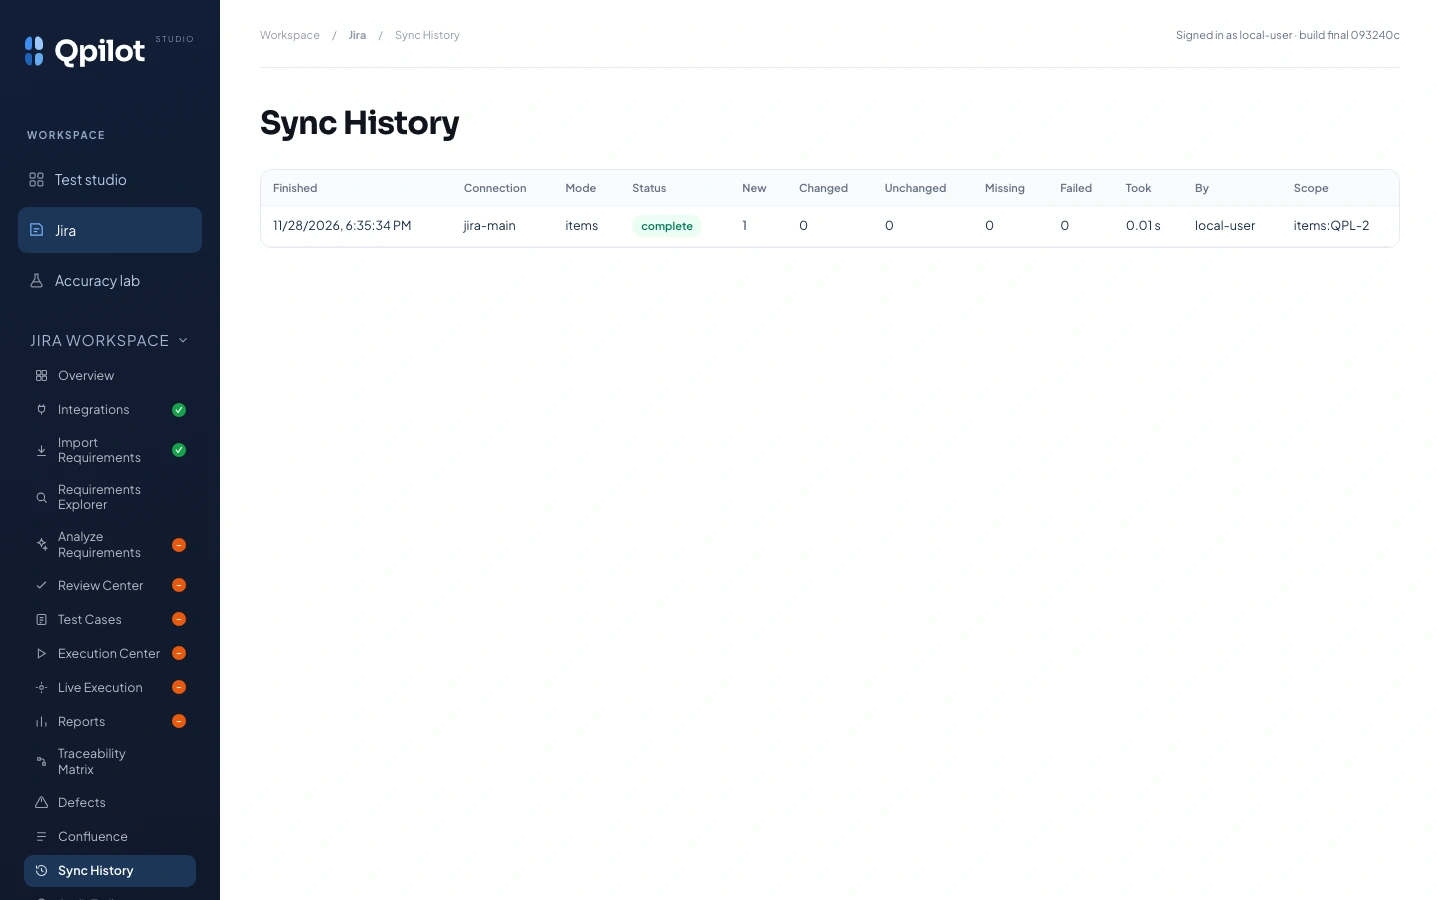 Qpilot STUDIO
WORKSPACE
Test studio
Jira
Accuracy lab
JIRA WORKSPACE
Overview
Integrations
Import
Requirements
Requirements
Explorer
Analyze
Requirements
Review Center
Test Cases
Execution Center
Live Execution
Reports
Traceability
Matrix
Defects
Confluence
Sync History
Workspace / Jira / Sync History
Signed in as local-user · build final 093240c
Sync History
Finished Connection Mode Status New Changed Unchanged Missing Failed Took By Scope
11/28/2026, 6:35:34 PM jira-main items complete 1 0 0 0 0 0.01 s local-user items:QPL-2